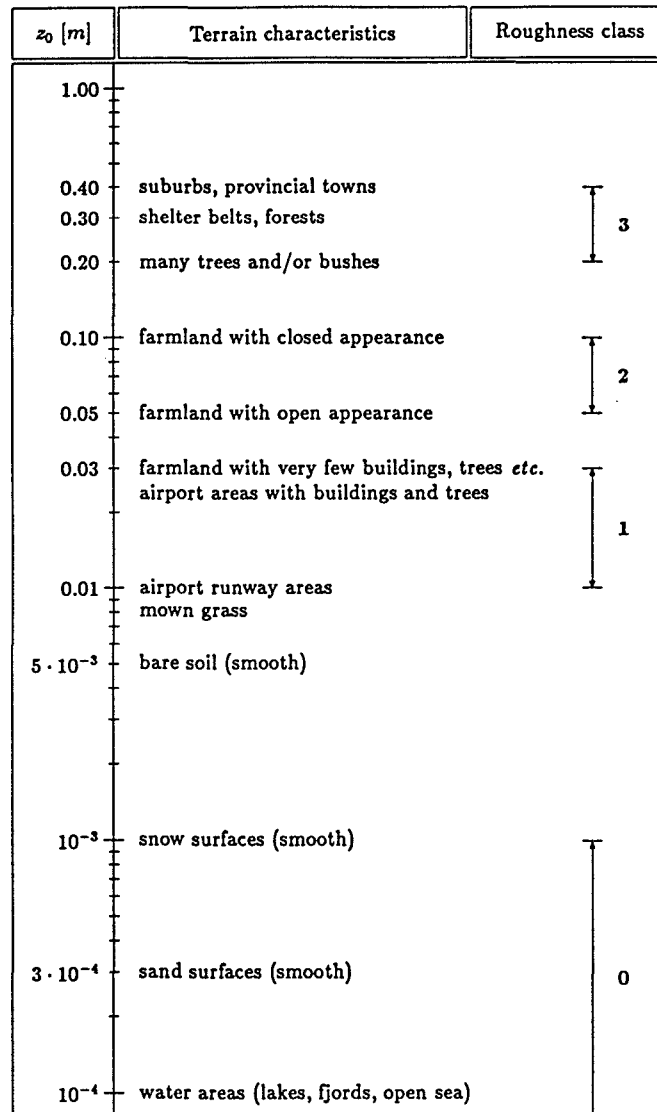 z₀ [m] Terrain characteristics Roughness class
1.00
0.40 suburbs, provincial towns
0.30 shelter belts, forests
3
0.20 many trees and/or bushes
0.10 farmland with closed appearance
2
0.05 farmland with open appearance
0.03 farmland with very few buildings, trees etc.
airport areas with buildings and trees
1
0.01 airport runway areas
mown grass
5 · 10⁻³ bare soil (smooth)
10⁻³ snow surfaces (smooth)
3 · 10⁻⁴ sand surfaces (smooth) 0
10⁻⁴ water areas (lakes, fjords, open sea)